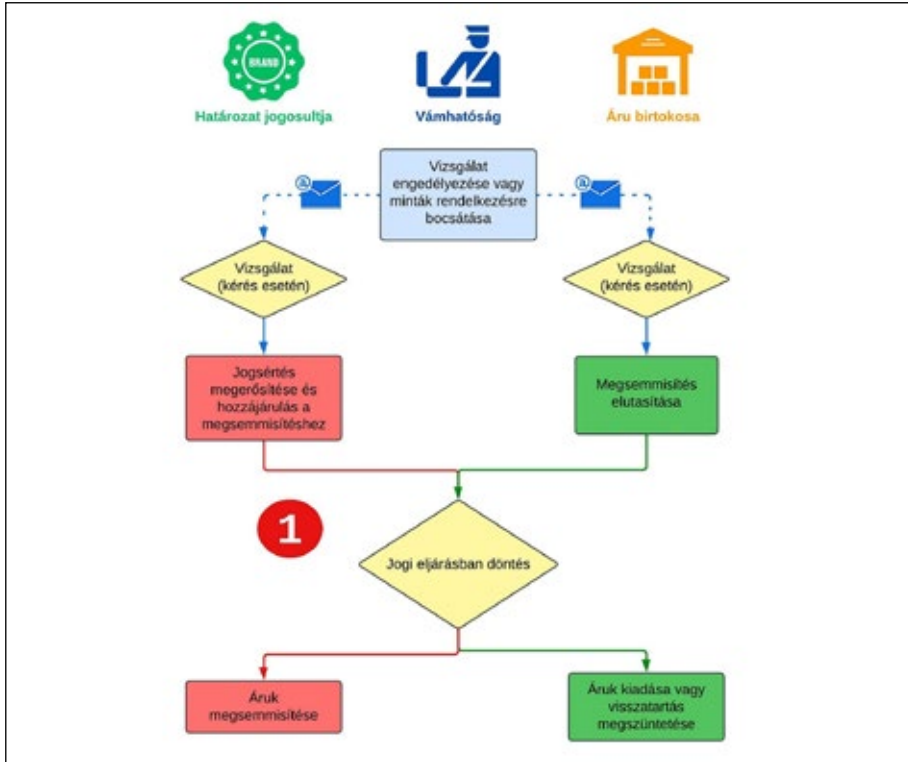 BRAND
Határozat jogosultja
Vámhatóság
Áru birtokosa
Vizsgálat
engedélyezése vagy
minták rendelkezésre
bocsátása
@
@
Vizsgálat
(kérés esetén)
Vizsgálat
(kérés esetén)
Jogsértés
megerősítése és
hozzájárulás a
megsemmisítéshez
Megsemmisítés
elutasítása
1
Jogi eljárásban döntés
Áruk
megsemmisítése
Áruk kiadása vagy
visszatartás
megszüntetése